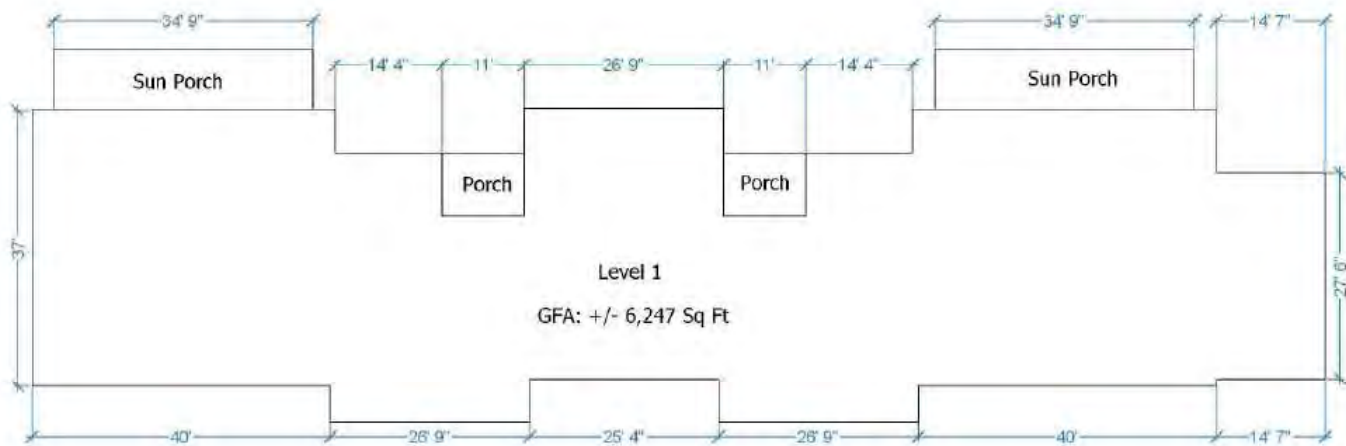 34' 9"
34' 9"
14' 7"
14' 4"
11'
26' 9"
11'
14' 4"
Sun Porch
Sun Porch
Porch
Porch
37'
Level 1
27' 6"
GFA: +/- 6,247 Sq Ft
40'
26' 9"
25' 4"
26' 9"
40'
14' 7"